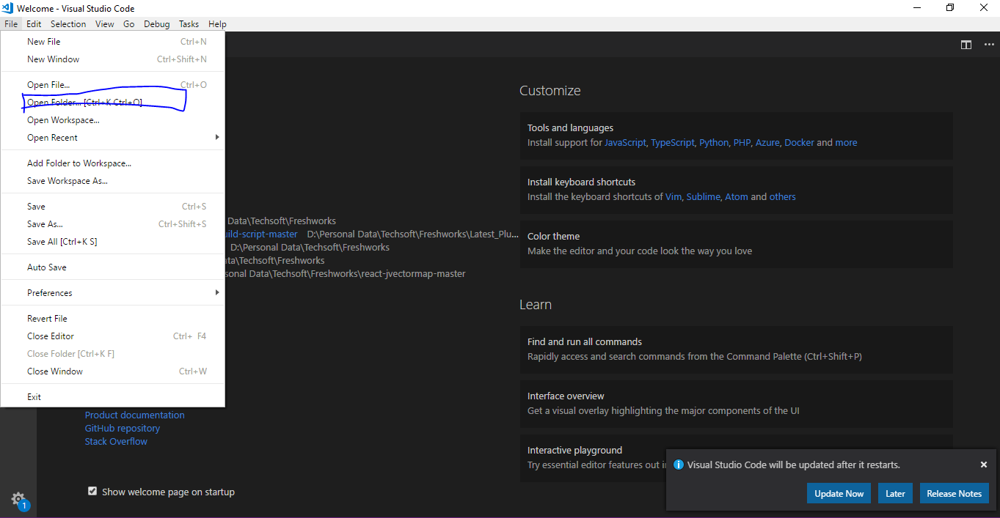 Welcome - Visual Studio Code
File Edit Selection View Go Debug Tasks Help
New File Ctrl+N
New Window Ctrl+Shift+N
Open File... Ctrl+O
Open Folder... [Ctrl+K Ctrl+O]
Open Workspace...
Open Recent
Add Folder to Workspace...
Save Workspace As...
Save Ctrl+S
Save As... Ctrl+Shift+S
Save All [Ctrl+K S]
Auto Save
Preferences
Revert File
Close Editor Ctrl+ F4
Close Folder [Ctrl+K F]
Close Window Ctrl+W
Exit
Data\Techsoft\Freshworks
uild-script-master D:\Personal Data\Techsoft\Freshworks\Latest_Plu...
D:\Personal Data\Techsoft\Freshworks
ata\Techsoft\Freshworks
sonal Data\Techsoft\Freshworks\react-jvectormap-master
Product documentation
GitHub repository
Stack Overflow
Show welcome page on startup
Customize
Tools and languages
Install support for JavaScript, TypeScript, Python, PHP, Azure, Docker and more
Install keyboard shortcuts
Install the keyboard shortcuts of Vim, Sublime, Atom and others
Color theme
Make the editor and your code look the way you love
Learn
Find and run all commands
Rapidly access and search commands from the Command Palette (Ctrl+Shift+P)
Interface overview
Get a visual overlay highlighting the major components of the UI
Interactive playground
Try essential editor features out i
Visual Studio Code will be updated after it restarts.
Update Now Later Release Notes
1